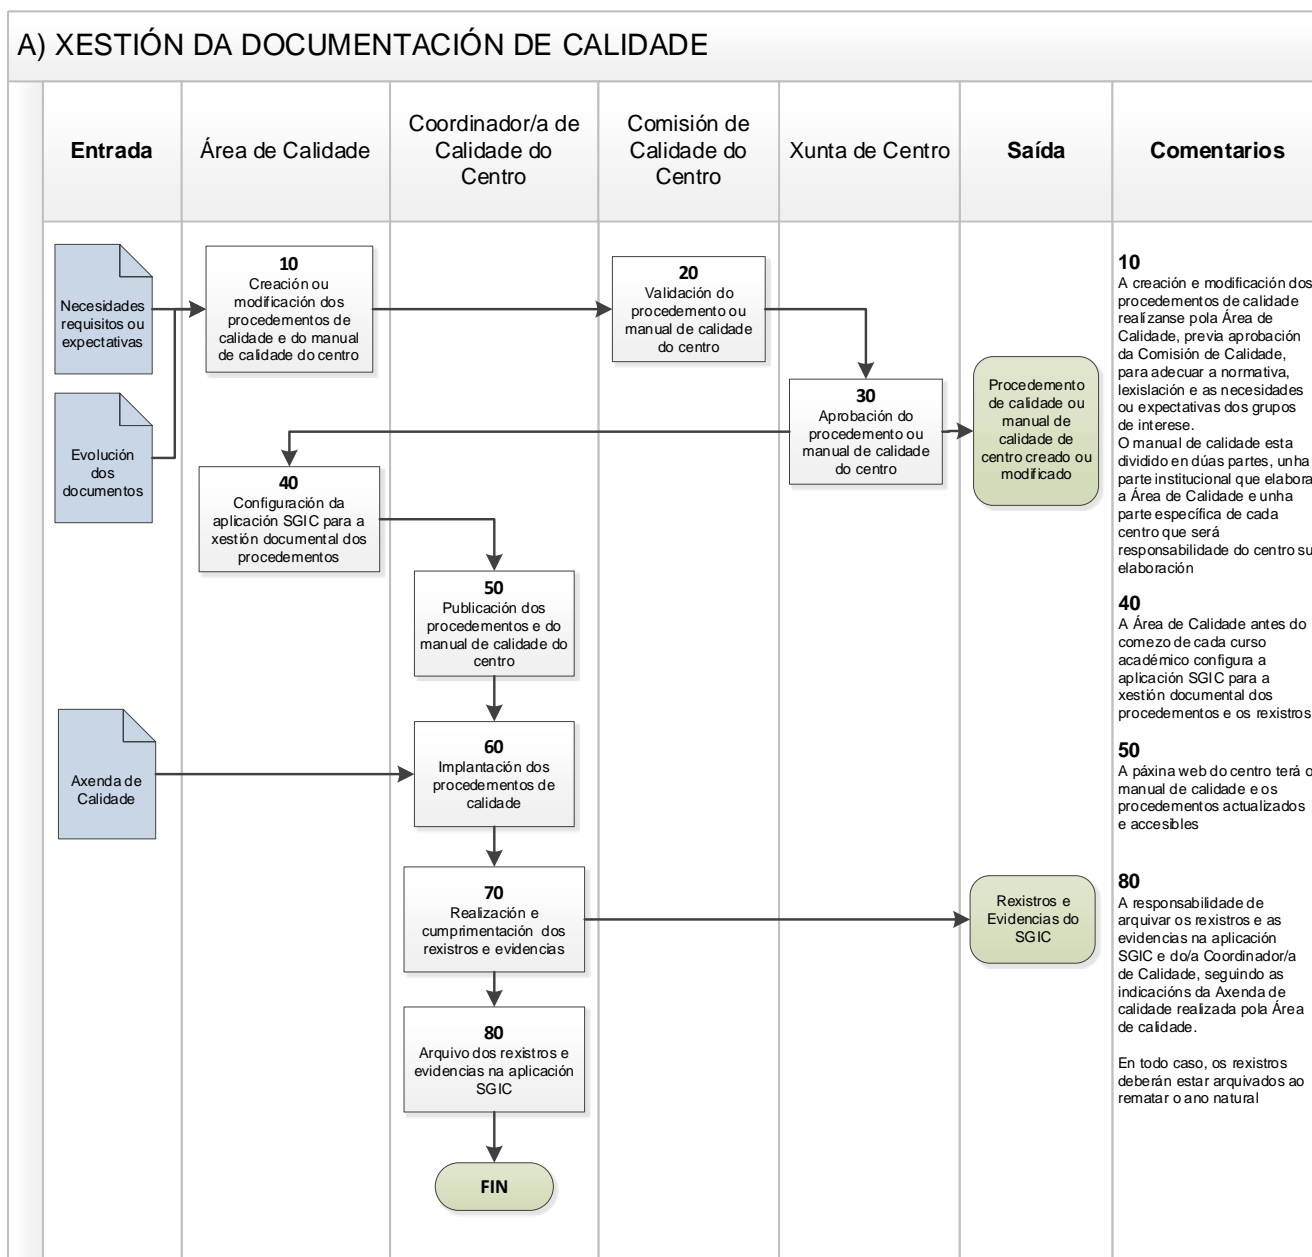 A) XESTIÓN DA DOCUMENTACIÓN DE CALIDADE
Entrada
Área de Calidade
Coordinador/a de
Calidade do
Centro
Comisión de
Calidade do
Centro
Xunta de Centro
Saída
Comentarios
Necesidades
requisitos ou
expectativas
Evolución
dos
documentos
10
Creación ou
modificación dos
procedementos de
calidade e do manual
de calidade do centro
20
Validación do
procedemento ou
manual de calidade
do centro
30
Aprobación do
procedemento ou
manual de calidade
do centro
Procedemento
de calidade ou
manual de
calidade de
centro creado ou
modificado
40
Configuración da
aplicación SGIC para a
xestión documental dos
procedementos
50
Publicación dos
procedementos e do
manual de calidade do
centro
Axenda de
Calidade
60
Implantación dos
procedementos de
calidade
70
Realización e
cumprimentación dos
rexistros e evidencias
Rexistros e
Evidencias do
SGIC
80
Arquivo dos rexistros e
evidencias na aplicación
SGIC
FIN
10
A creación e modificación dos
procedementos de calidade
realízanse pola Área de
Calidade, previa aprobación
da Comisión de Calidade,
para adecuar a normativa,
lexislación e as necesidades
ou expectativas dos grupos
de interese.
O manual de calidade esta
dividido en dúas partes, unha
parte institucional que elabora
a Área de Calidade e unha
parte específica de cada
centro que será
responsabilidade do centro su
elaboración
40
A Área de Calidade antes do
comezo de cada curso
académico configura a
aplicación SGIC para a
xestión documental dos
procedementos e os rexistros
50
A páxina web do centro terá o
manual de calidade e os
procedementos actualizados
e accesibles
80
A responsabilidade de
arquivar os rexistros e as
evidencias na aplicación
SGIC e do/a Coordinador/a
de Calidade, seguindo as
indicacións da Axenda de
calidade realizada pola Área
de calidade.
En todo caso, os rexistros
deberán estar arquivados ao
rematar o ano natural